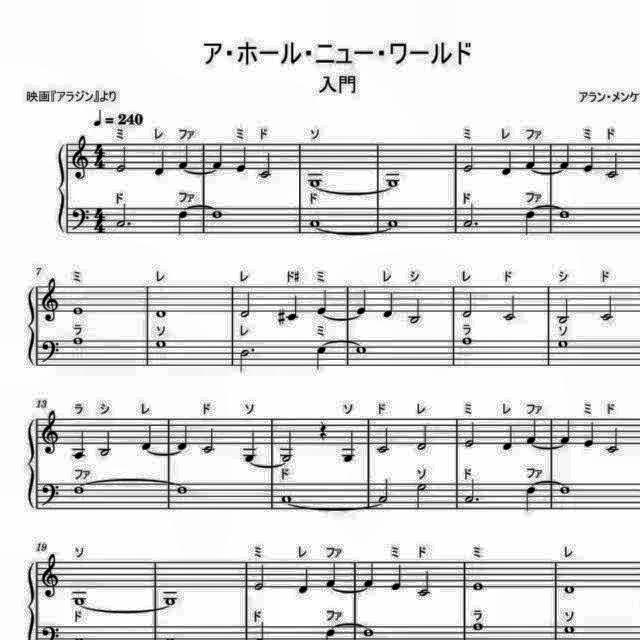 ア・ホール・ニュー・ワールド
入門
映画『アラジン』より
アラン・メンケ
♩= 240
ミ レ ファ ミ ド ソ ミ レ ファ ミ ド
ド ファ ド ド ファ
7
ミ レ レ ド# ミ レ シ レ ド シ ド
ラ ソ レ ミ ラ ソ
13
ラ シ レ ド ソ ソ ド レ ミ レ ファ ミ ド
ファ ド ソ ド ファ
19
ソ ミ レ ファ ミ ド ミ レ
ド ド ファ ラ ソ